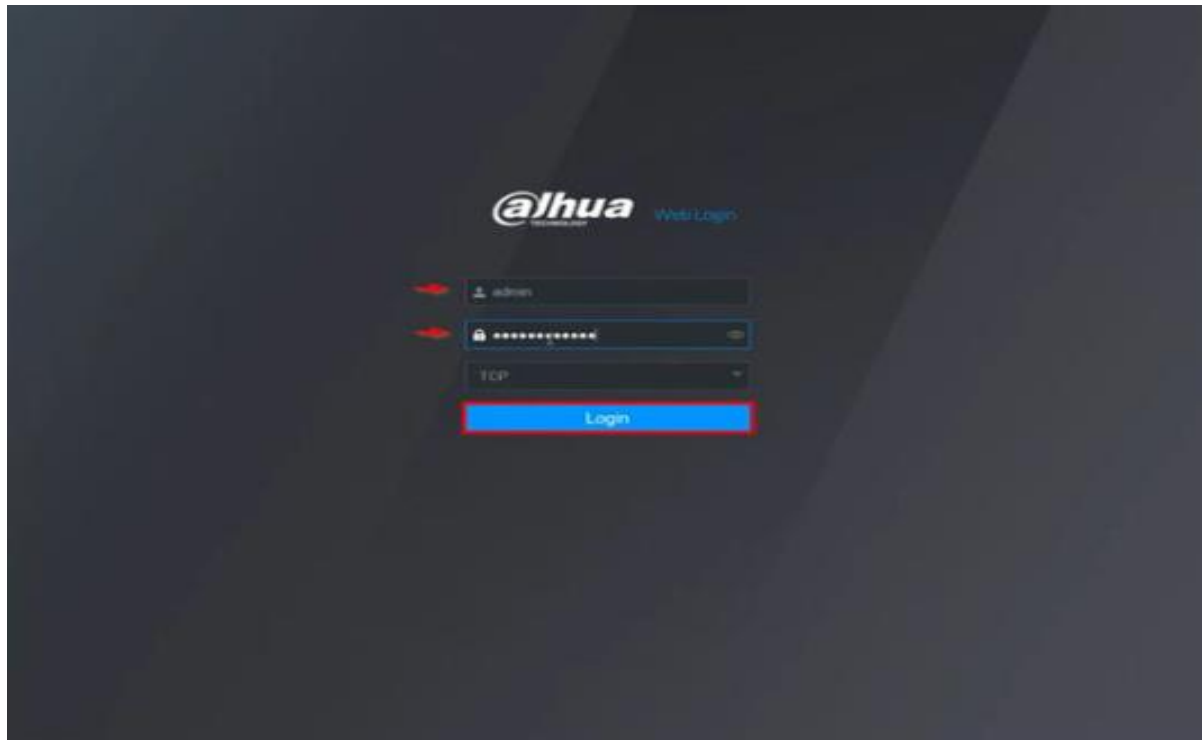 alhua Web Login
TECHNOLOGY
admin
••••••••••••
TCP
Login